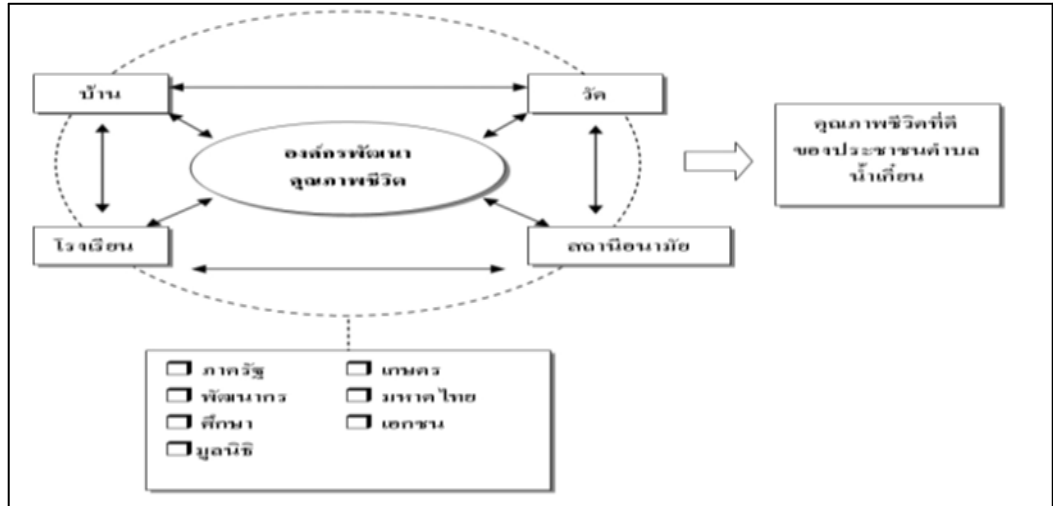 บ้าน
วัด
องค์กรพัฒนา
คุณภาพชีวิต
คุณภาพชีวิตที่ดี
ของประชาชนตำบล
น้ำเกี๋ยน
โรงเรียน
สถานีอนามัย
ภาครัฐ
เกษตร
พัฒนากร
มหาดไทย
ศึกษา
เอกชน
มูลนิธิ